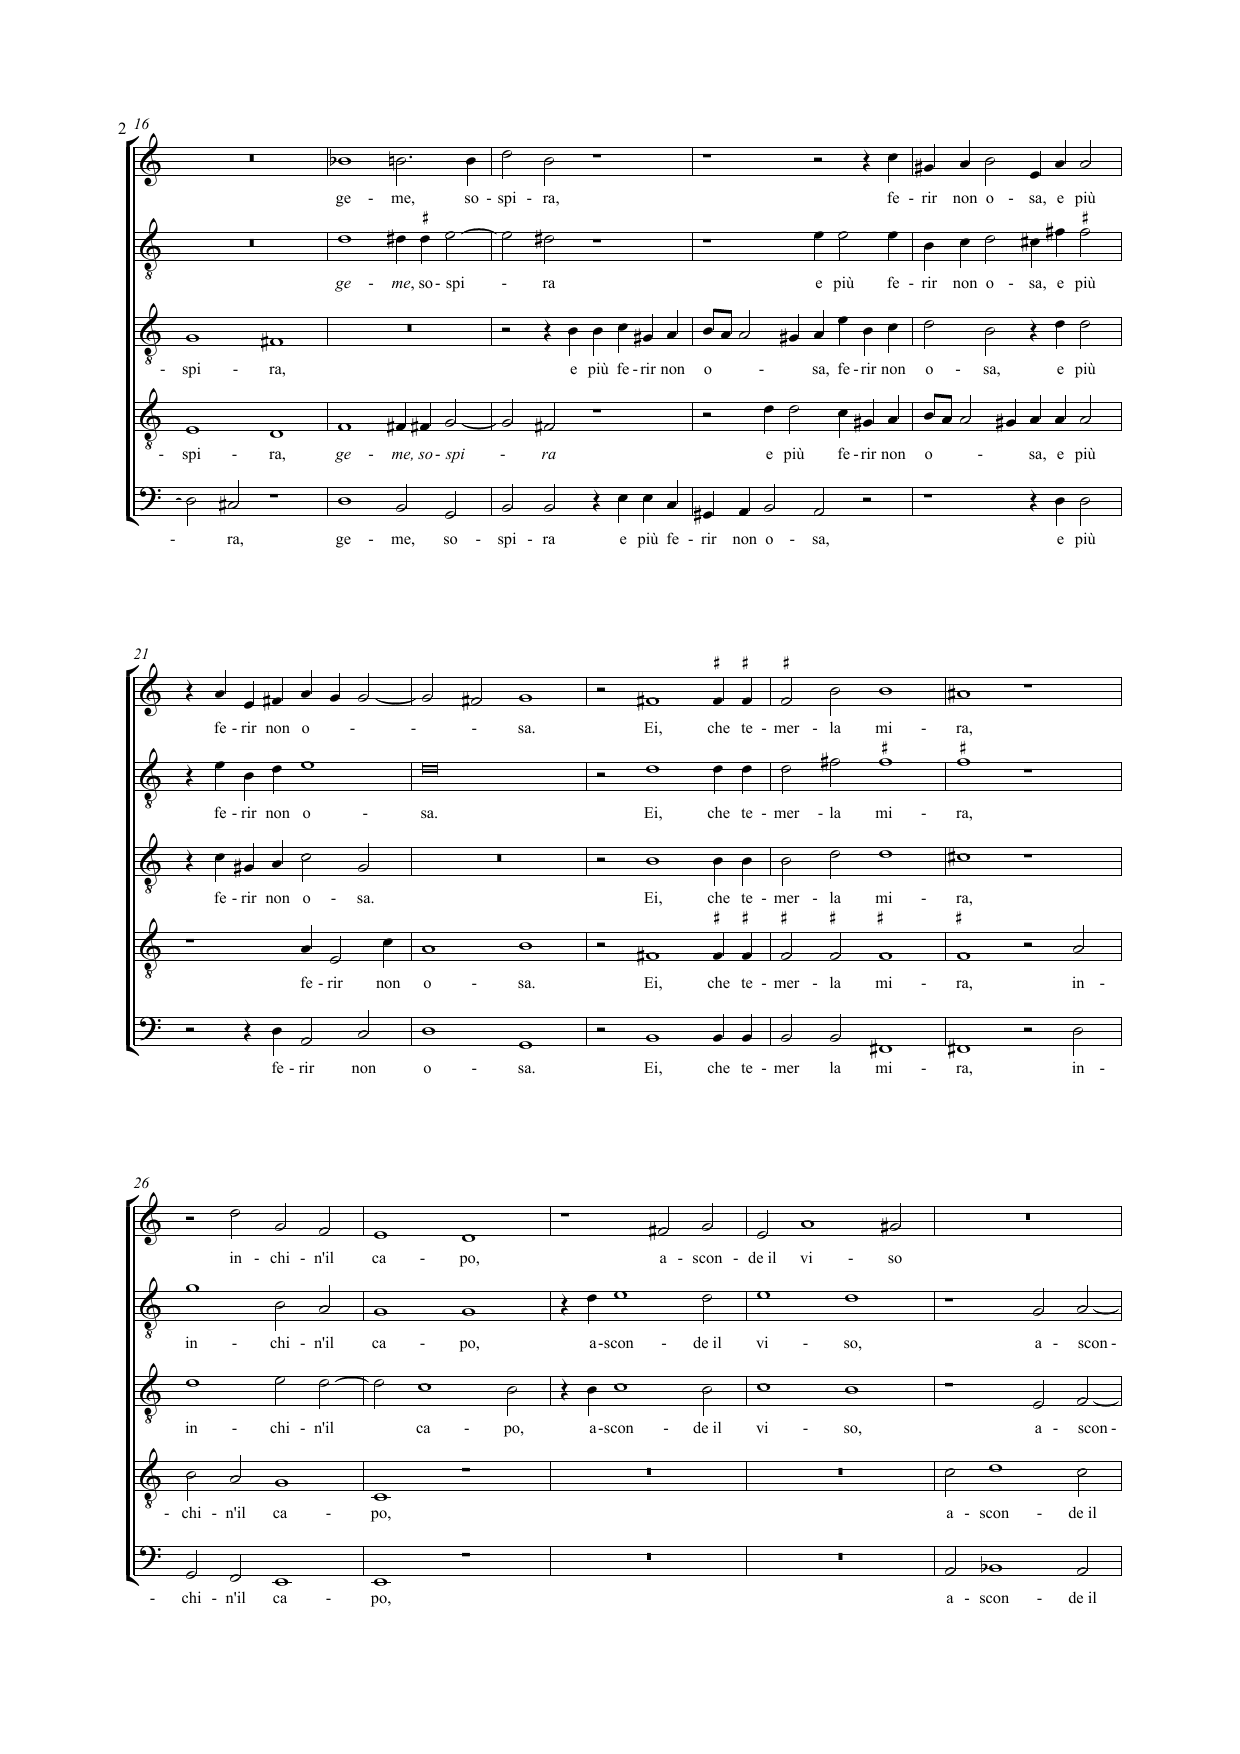 2 16
ge - me, so - spi - ra, fe - rir non o - sa, e più
ge - me, so - spi - ra e più fe - rir non o - sa, e più
- spi - ra, e più fe - rir non o - sa, fe - rir non o - sa, e più
- spi - ra, ge - me, so - spi - ra e più fe - rir non o - sa, e più
- ra, ge - me, so - spi - ra e più fe - rir non o - sa, e più
21
fe - rir non o - - - sa. Ei, che te - mer - la mi - ra,
fe - rir non o - sa. Ei, che te - mer - la mi - ra,
fe - rir non o - sa. Ei, che te - mer - la mi - ra,
fe - rir non o - sa. Ei, che te - mer - la mi - ra, in -
fe - rir non o - sa. Ei, che te - mer la mi - ra, in -
26
in - chi - n'il ca - po, a - scon - de il vi - so
in - chi - n'il ca - po, a - scon - de il vi - so, a - scon -
in - chi - n'il ca - po, a - scon - de il vi - so, a - scon -
- chi - n'il ca - po, a - scon - de il
- chi - n'il ca - po, a - scon - de il